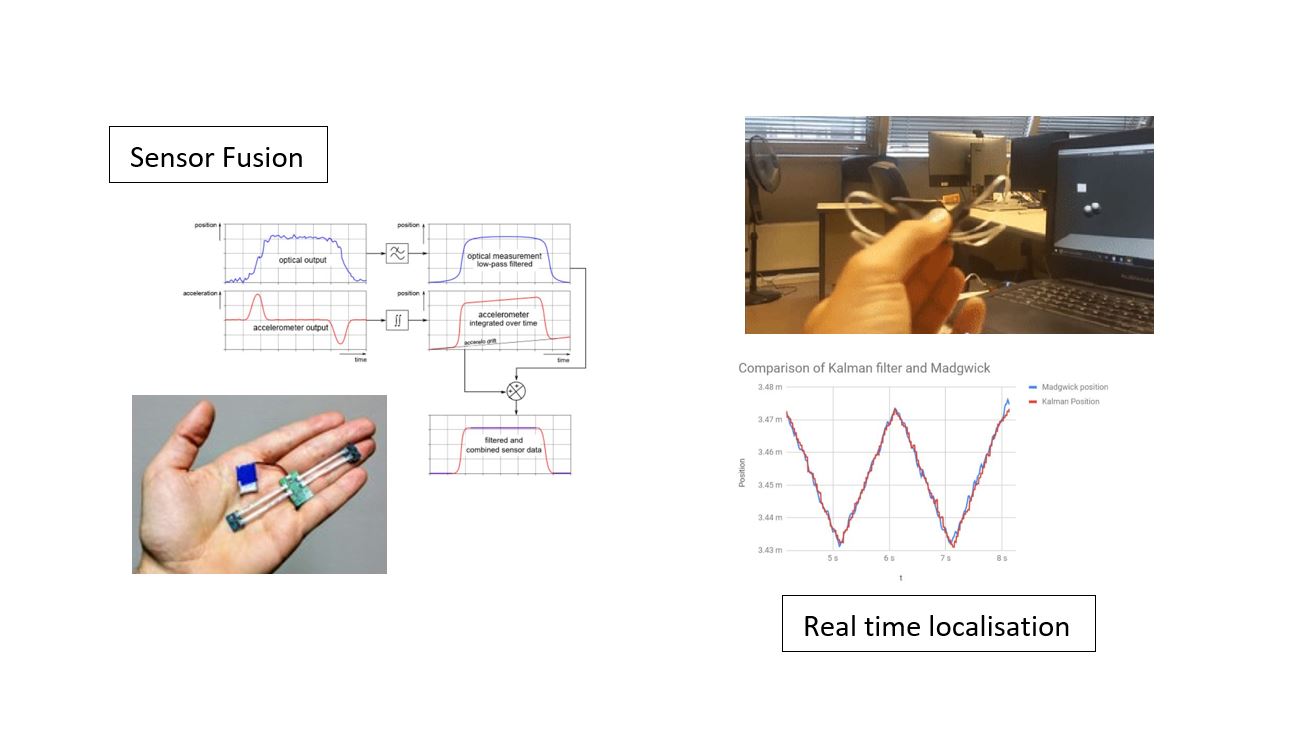 Sensor Fusion
position
optical output
position
optical measurement
low-pass filtered
acceleration
accelerometer output
time
∬
position
accelerometer
integrated over time
accelo drift
time
filtered and
combined sensor data
Comparison of Kalman filter and Madgwick
Madgwick position
Kalman Position
Position
3.48 m
3.47 m
3.46 m
3.45 m
3.44 m
3.43 m
5 s
6 s
7 s
8 s
t
Real time localisation